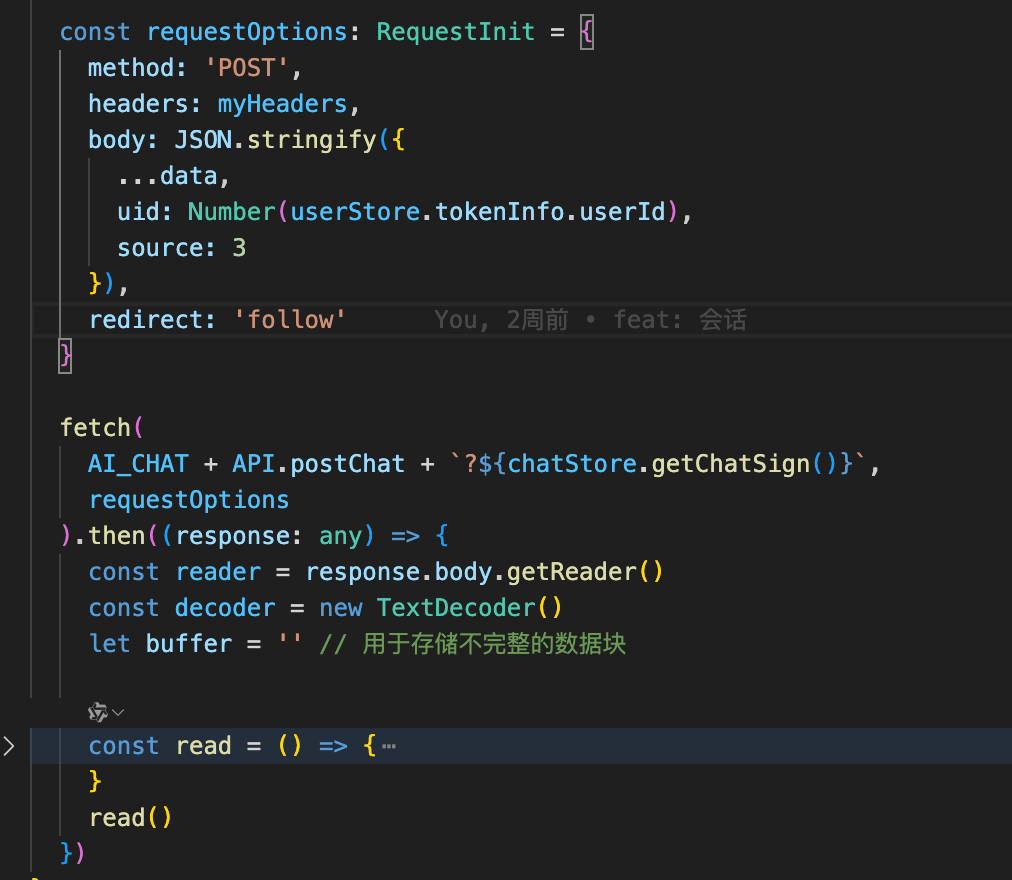 const requestOptions: RequestInit = {
method: 'POST',
headers: myHeaders,
body: JSON.stringify({
...data,
uid: Number(userStore.tokenInfo.userId),
source: 3
}),
redirect: 'follow' You, 2周前 • feat: 会话
}
fetch(
AI_CHAT + API.postChat + `?${chatStore.getChatSign()}`,
requestOptions
).then((response: any) => {
const reader = response.body.getReader()
const decoder = new TextDecoder()
let buffer = '' // 用于存储不完整的数据块
const read = () => {⋯
}
read()
})